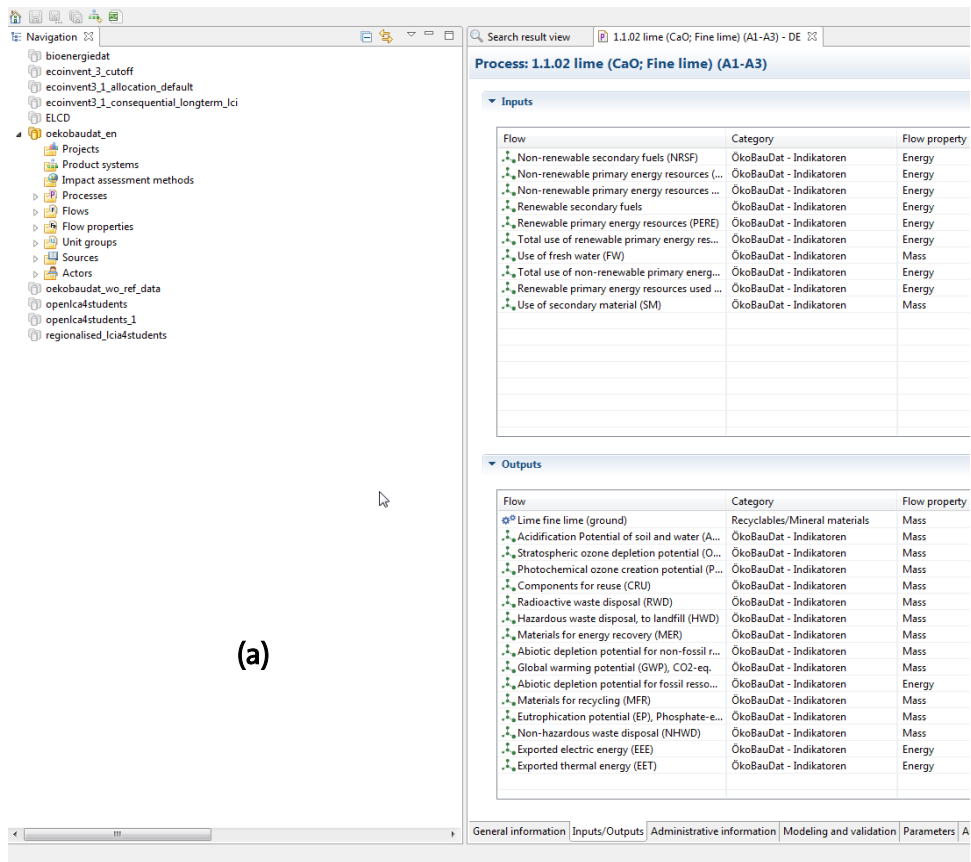 Navigation
bioenergiedat
ecoinvent_3_cutoff
ecoinvent3_1_allocation_default
ecoinvent3_1_consequential_longterm_lci
ELCD
oekobaudat_en
Projects
Product systems
Impact assessment methods
Processes
Flows
Flow properties
Unit groups
Sources
Actors
oekobaudat_wo_ref_data
openlca4students
openlca4students_1
regionalised_lcia4students
(a)
Search result view 1.1.02 lime (CaO; Fine lime) (A1-A3) - DE
Process: 1.1.02 lime (CaO; Fine lime) (A1-A3)
Inputs
Flow Category Flow property
Non-renewable secondary fuels (NRSF) ÖkoBauDat - Indikatoren Energy
Non-renewable primary energy resources (... ÖkoBauDat - Indikatoren Energy
Non-renewable primary energy resources ... ÖkoBauDat - Indikatoren Energy
Renewable secondary fuels ÖkoBauDat - Indikatoren Energy
Renewable primary energy resources (PERE) ÖkoBauDat - Indikatoren Energy
Total use of renewable primary energy res... ÖkoBauDat - Indikatoren Energy
Use of fresh water (FW) ÖkoBauDat - Indikatoren Mass
Total use of non-renewable primary energ... ÖkoBauDat - Indikatoren Energy
Renewable primary energy resources used ... ÖkoBauDat - Indikatoren Energy
Use of secondary material (SM) ÖkoBauDat - Indikatoren Mass
Outputs
Flow Category Flow property
Lime fine lime (ground) Recyclables/Mineral materials Mass
Acidification Potential of soil and water (A... ÖkoBauDat - Indikatoren Mass
Stratospheric ozone depletion potential (O... ÖkoBauDat - Indikatoren Mass
Photochemical ozone creation potential (P... ÖkoBauDat - Indikatoren Mass
Components for reuse (CRU) ÖkoBauDat - Indikatoren Mass
Radioactive waste disposal (RWD) ÖkoBauDat - Indikatoren Mass
Hazardous waste disposal, to landfill (HWD) ÖkoBauDat - Indikatoren Mass
Materials for energy recovery (MER) ÖkoBauDat - Indikatoren Mass
Abiotic depletion potential for non-fossil r... ÖkoBauDat - Indikatoren Mass
Global warming potential (GWP), CO2-eq. ÖkoBauDat - Indikatoren Mass
Abiotic depletion potential for fossil resso... ÖkoBauDat - Indikatoren Energy
Materials for recycling (MFR) ÖkoBauDat - Indikatoren Mass
Eutrophication potential (EP), Phosphate-e... ÖkoBauDat - Indikatoren Mass
Non-hazardous waste disposal (NHWD) ÖkoBauDat - Indikatoren Mass
Exported electric energy (EEE) ÖkoBauDat - Indikatoren Energy
Exported thermal energy (EET) ÖkoBauDat - Indikatoren Energy
General information Inputs/Outputs Administrative information Modeling and validation Parameters A